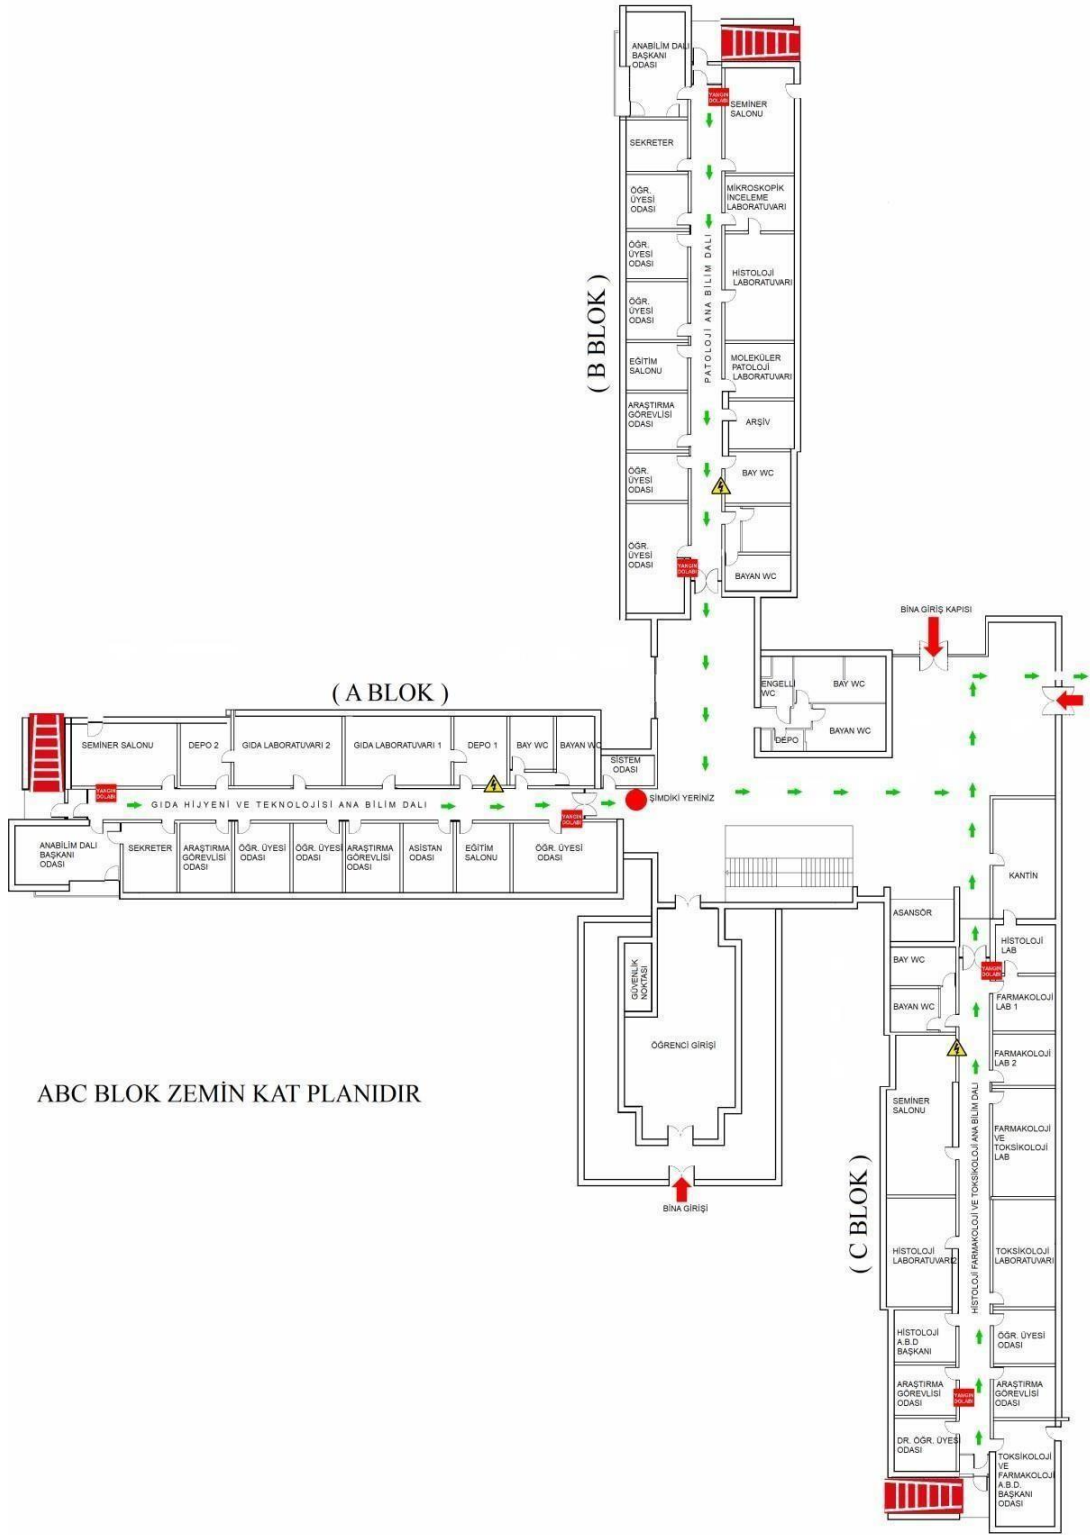 ANABİLİM DALI
BAŞKANI
ODASI
YANGIN
DOLABI
SEMİNER
SALONU
SEKRETER
MİKROSKOPİK
İNCELEME
LABORATUVARI
ÖĞR.
ÜYESİ
ODASI
ÖĞR.
ÜYESİ
ODASI
HİSTOLOJİ
LABORATUVARI
PATOLOJİ ANA BİLİM DALI
( B BLOK )
ÖĞR.
ÜYESİ
ODASI
EĞİTİM
SALONU
MOLEKÜLER
PATOLOJİ
LABORATUVARI
ARAŞTIRMA
GÖREVLİSİ
ODASI
ARŞİV
ÖĞR.
ÜYESİ
ODASI
BAY WC
ÖĞR.
ÜYESİ
ODASI
YANGIN
DOLABI
BAYAN WC
BİNA GİRİŞ KAPISI
ENGELLİ
WC
BAY WC
BAYAN WC
DEPO
( A BLOK )
SEMİNER SALONU
DEPO 2
GIDA LABORATUVARI 2
GIDA LABORATUVARI 1
DEPO 1
BAY WC
BAYAN WC
SİSTEM
ODASI
YANGIN
DOLABI
GIDA HİJYENİ VE TEKNOLOJİSİ ANA BİLİM DALI
YANGIN
DOLABI
ŞİMDİKİ YERİNİZ
ANABİLİM DALI
BAŞKANI
ODASI
SEKRETER
ARAŞTIRMA
GÖREVLİSİ
ODASI
ÖĞR. ÜYESİ
ODASI
ÖĞR. ÜYESİ
ODASI
ARAŞTIRMA
GÖREVLİSİ
ODASI
ASİSTAN
ODASI
EĞİTİM
SALONU
ÖĞR. ÜYESİ
ODASI
KANTİN
ASANSÖR
HİSTOLOJİ
LAB
BAY WC
YANGIN
DOLABI
GÜVENLİK
NOKTASI
BAYAN WC
FARMAKOLOJİ
LAB 1
ÖĞRENCİ GİRİŞİ
FARMAKOLOJİ
LAB 2
ABC BLOK ZEMİN KAT PLANIDIR
SEMİNER
SALONU
FARMAKOLOJİ
VE
TOKSİKOLOJİ
LAB
HİSTOLOJİ FARMAKOLOJİ VE TOKSİKOLOJİ ANA BİLİM DALI
BİNA GİRİŞİ
( C BLOK )
HİSTOLOJİ
LABORATUVARI2
TOKSİKOLOJİ
LABORATUVARI
HİSTOLOJİ
A.B.D
BAŞKANI
ÖĞR. ÜYESİ
ODASI
ARAŞTIRMA
GÖREVLİSİ
ODASI
YANGIN
DOLABI
ARAŞTIRMA
GÖREVLİSİ
ODASI
DR. ÖĞR. ÜYESİ
ODASI
TOKSİKOLOJİ
VE
FARMAKOLOJİ
A.B.D.
BAŞKANI
ODASI